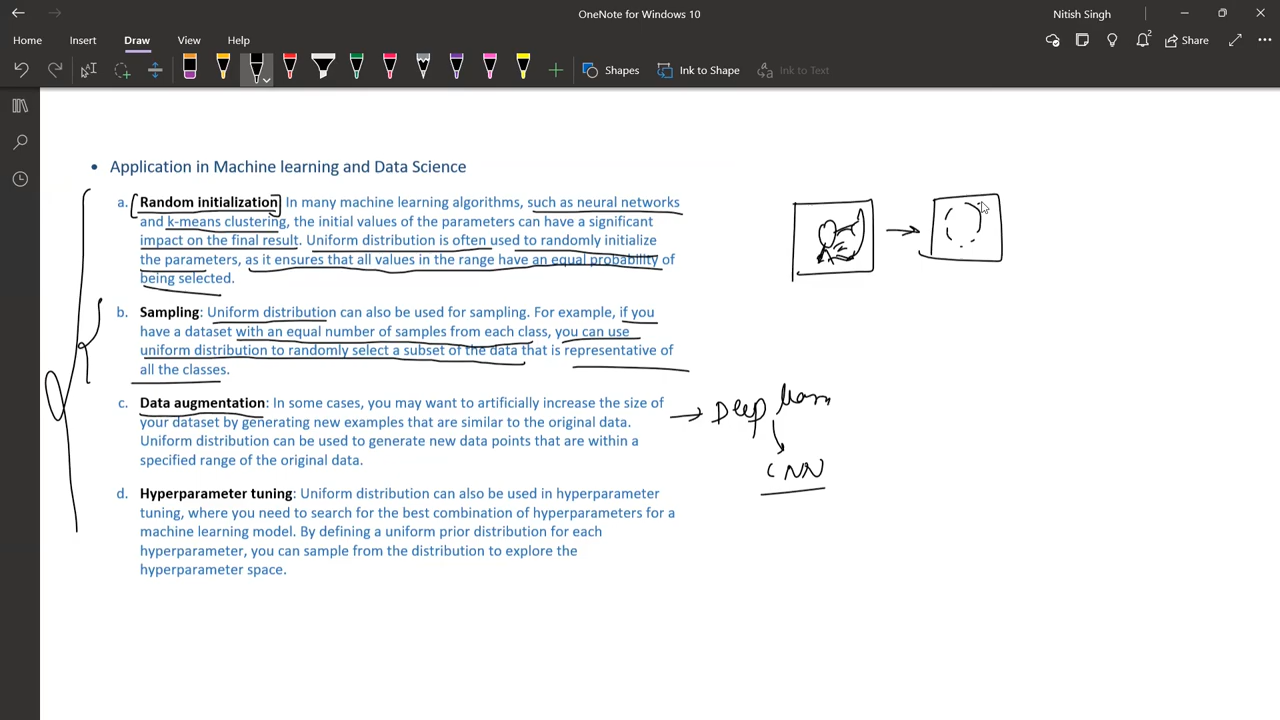 OneNote for Windows 10
Nitish Singh
Home Insert Draw View Help
2
Share
Shapes Ink to Shape Ink to Text
• Application in Machine learning and Data Science
a. Random initialization: In many machine learning algorithms, such as neural networks
and k-means clustering, the initial values of the parameters can have a significant
impact on the final result. Uniform distribution is often used to randomly initialize
the parameters, as it ensures that all values in the range have an equal probability of
being selected.
b. Sampling: Uniform distribution can also be used for sampling. For example, if you
have a dataset with an equal number of samples from each class, you can use
uniform distribution to randomly select a subset of the data that is representative of
all the classes.
c. Data augmentation: In some cases, you may want to artificially increase the size of
your dataset by generating new examples that are similar to the original data.
Uniform distribution can be used to generate new data points that are within a
specified range of the original data.
Deep learn
CNN
d. Hyperparameter tuning: Uniform distribution can also be used in hyperparameter
tuning, where you need to search for the best combination of hyperparameters for a
machine learning model. By defining a uniform prior distribution for each
hyperparameter, you can sample from the distribution to explore the
hyperparameter space.